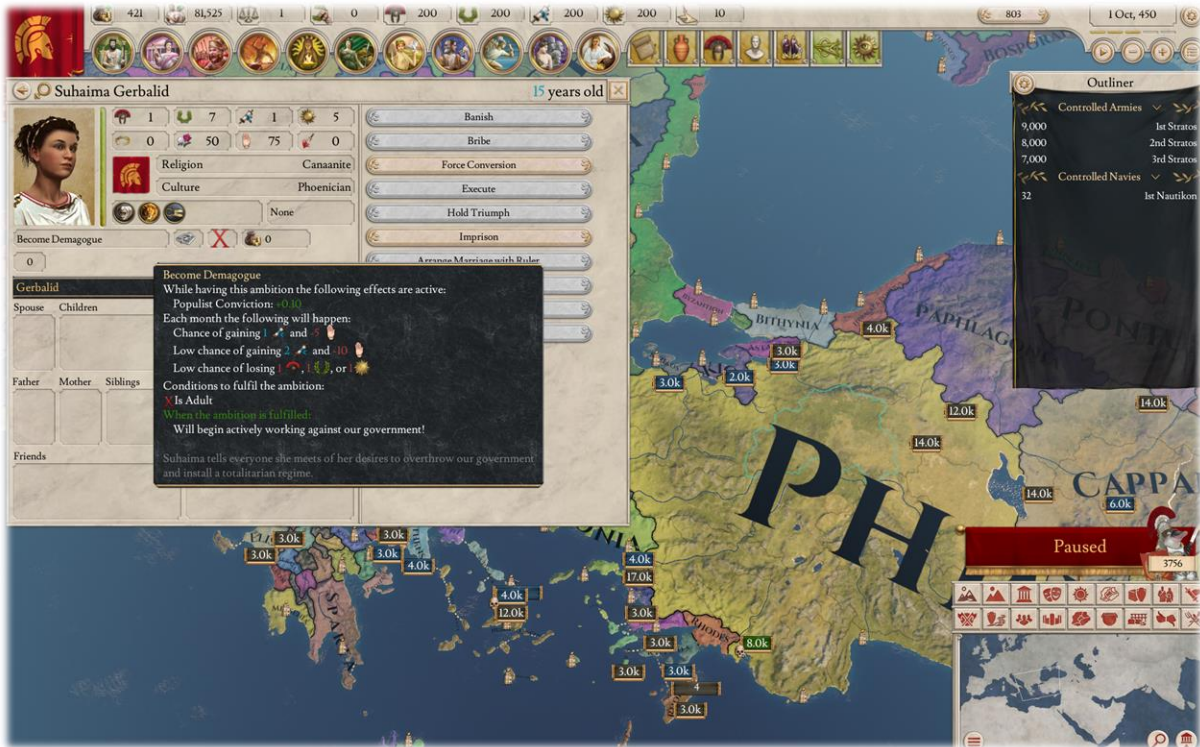 421 81,525 1 0 200 200 200 200 10
803
1 Oct, 450
Suhaima Gerbalid 15 years old
1 7 1 5
0 50 75 0
Religion Canaanite
Culture Phoenician
None
Become Demagogue 0
0
Gerbalid
Spouse Children
Father Mother Siblings
Friends
Banish
Bribe
Force Conversion
Execute
Hold Triumph
Imprison
Arrange Marriage with Ruler
Become Demagogue
While having this ambition the following effects are active:
Populist Conviction: +0.10
Each month the following will happen:
Chance of gaining 1 and -5
Low chance of gaining 2 and -10
Low chance of losing 1, 1, or 1
Conditions to fulfil the ambition:
X Is Adult
When the ambition is fulfilled:
Will begin actively working against our government!
Suhaima tells everyone she meets of her desires to overthrow our government
and install a totalitarian regime.
Outliner
Controlled Armies
9,000 1st Stratos
8,000 2nd Stratos
7,000 3rd Stratos
Controlled Navies
32 1st Nautikon
BITHYNIA
4.0k
3.0k
3.0k
3.0k
2.0k
12.0k
14.0k
14.0k
14.0k
CAPPA
6.0k
PH
3.0k
3.0k
3.0k
3.0k
4.0k
SPAR
4.0k
12.0k
4.0k
17.0k
3.0k
RHODES
8.0k
3.0k
3.0k
3.0k
4
3.0k
Paused
3756